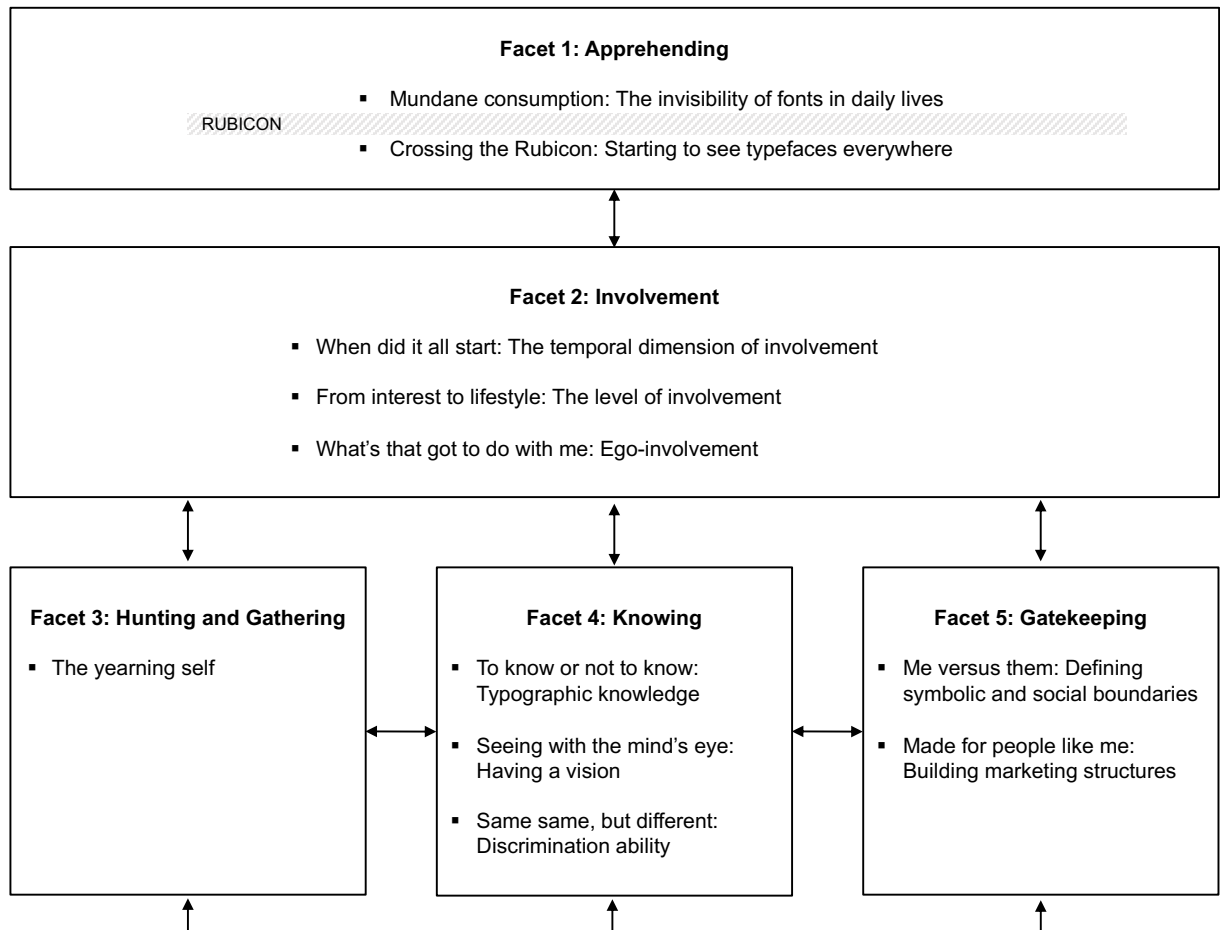 Facet 1: Apprehending
▪ Mundane consumption: The invisibility of fonts in daily lives
RUBICON
▪ Crossing the Rubicon: Starting to see typefaces everywhere
Facet 2: Involvement
▪ When did it all start: The temporal dimension of involvement
▪ From interest to lifestyle: The level of involvement
▪ What's that got to do with me: Ego-involvement
Facet 3: Hunting and Gathering
▪ The yearning self
Facet 4: Knowing
▪ To know or not to know:
Typographic knowledge
▪ Seeing with the mind's eye:
Having a vision
▪ Same same, but different:
Discrimination ability
Facet 5: Gatekeeping
▪ Me versus them: Defining
symbolic and social boundaries
▪ Made for people like me:
Building marketing structures